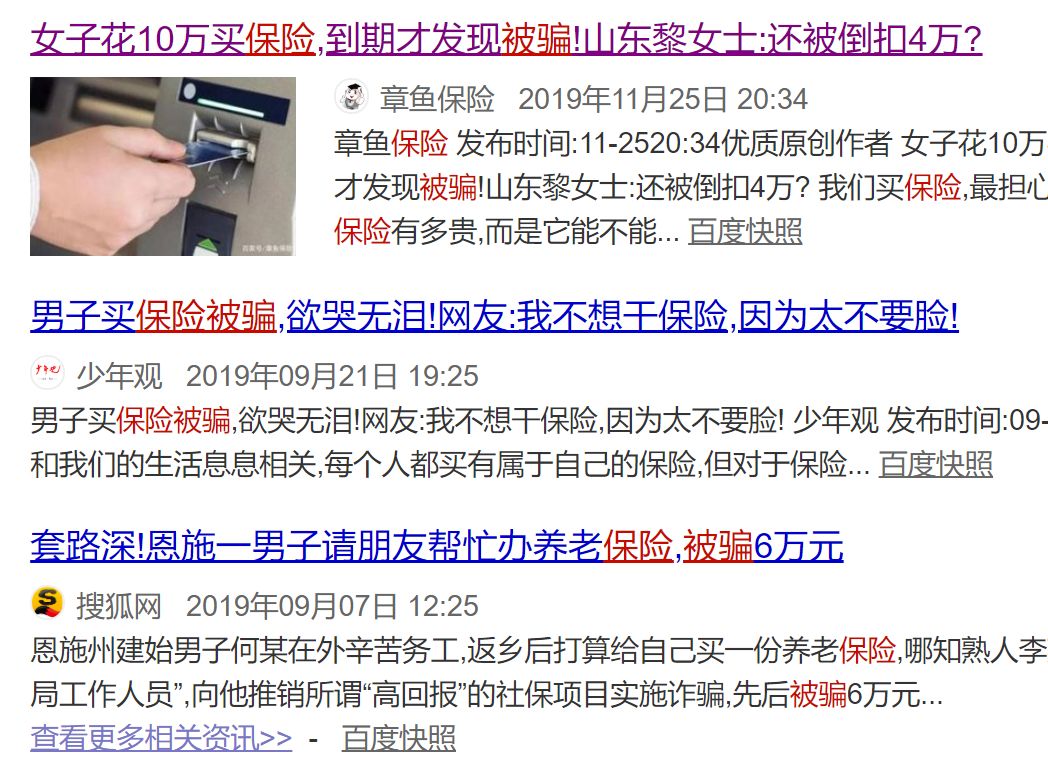 女子花10万买保险,到期才发现被骗!山东黎女士:还被倒扣4万?
章鱼保险 2019年11月25日 20:34
章鱼保险 发布时间:11-2520:34优质原创作者 女子花10万
才发现被骗!山东黎女士:还被倒扣4万? 我们买保险,最担心
保险有多贵,而是它能不能... 百度快照
百家号/章鱼保险
男子买保险被骗,欲哭无泪!网友:我不想干保险,因为太不要脸!
少年观 2019年09月21日 19:25
男子买保险被骗,欲哭无泪!网友:我不想干保险,因为太不要脸! 少年观 发布时间:09-
和我们的生活息息相关,每个人都买有属于自己的保险,但对于保险... 百度快照
套路深!恩施一男子请朋友帮忙办养老保险,被骗6万元
搜狐网 2019年09月07日 12:25
恩施州建始男子何某在外辛苦务工,返乡后打算给自己买一份养老保险,哪知熟人李
局工作人员”,向他推销所谓“高回报”的社保项目实施诈骗,先后被骗6万元...
查看更多相关资讯>> - 百度快照